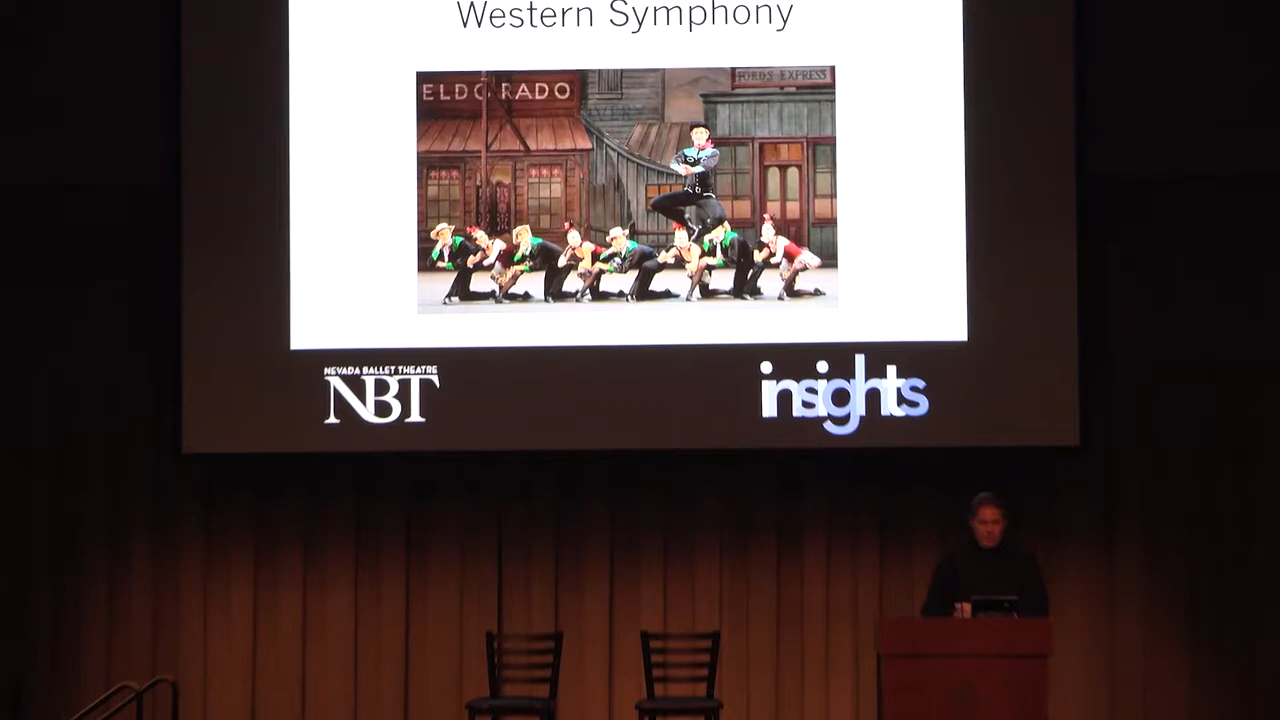 Western Symphony
ELDORADO
FORDS EXPRESS
NEVADA BALLET THEATRE
NBT
insights